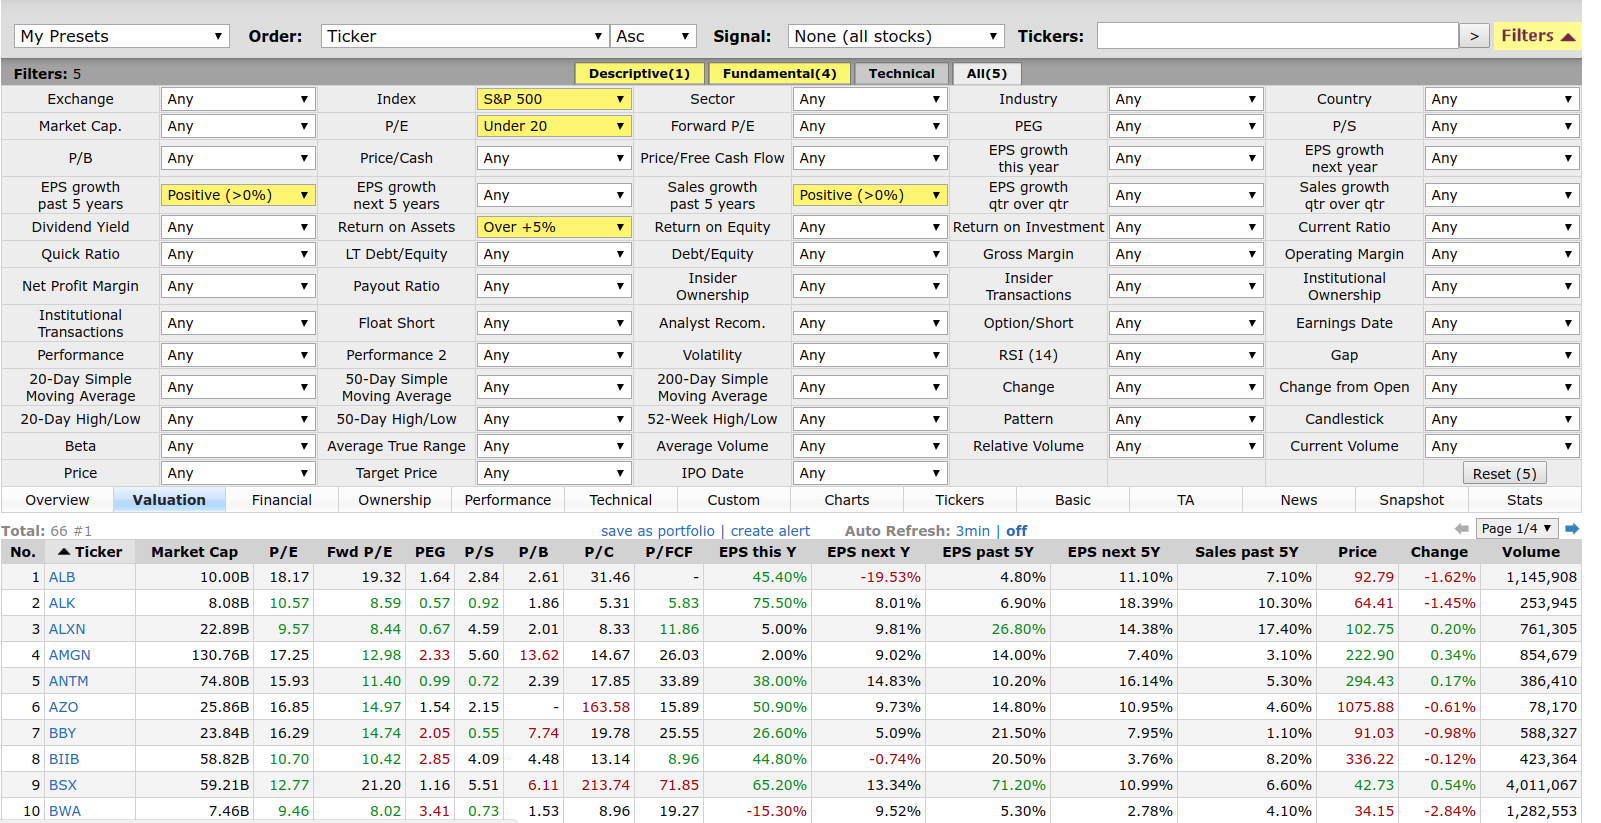 My Presets Order: Ticker Asc Signal: None (all stocks) Tickers: > Filters
Filters: 5 Descriptive(1) Fundamental(4) Technical All(5)
Exchange Any Index S&P 500 Sector Any Industry Any Country Any
Market Cap. Any P/E Under 20 Forward P/E Any PEG Any P/S Any
P/B Any Price/Cash Any Price/Free Cash Flow Any EPS growth this year Any EPS growth next year Any
EPS growth past 5 years Positive (>0%) EPS growth next 5 years Any Sales growth past 5 years Positive (>0%) EPS growth qtr over qtr Any Sales growth qtr over qtr Any
Dividend Yield Any Return on Assets Over +5% Return on Equity Any Return on Investment Any Current Ratio Any
Quick Ratio Any LT Debt/Equity Any Debt/Equity Any Gross Margin Any Operating Margin Any
Net Profit Margin Any Payout Ratio Any Insider Ownership Any Insider Transactions Any Institutional Ownership Any
Institutional Transactions Any Float Short Any Analyst Recom. Any Option/Short Any Earnings Date Any
Performance Any Performance 2 Any Volatility Any RSI (14) Any Gap Any
20-Day Simple Moving Average Any 50-Day Simple Moving Average Any 200-Day Simple Moving Average Any Change Any Change from Open Any
20-Day High/Low Any 50-Day High/Low Any 52-Week High/Low Any Pattern Any Candlestick Any
Beta Any Average True Range Any Average Volume Any Relative Volume Any Current Volume Any
Price Any Target Price Any IPO Date Any Reset (5)
Overview Valuation Financial Ownership Performance Technical Custom Charts Tickers Basic TA News Snapshot Stats
Total: 66 #1 save as portfolio | create alert Auto Refresh: 3min | off Page 1/4
No. Ticker Market Cap P/E Fwd P/E PEG P/S P/B P/C P/FCF EPS this Y EPS next Y EPS past 5Y EPS next 5Y Sales past 5Y Price Change Volume
1 ALB 10.00B 18.17 19.32 1.64 2.84 2.61 31.46 - 45.40% -19.53% 4.80% 11.10% 7.10% 92.79 -1.62% 1,145,908
2 ALK 8.08B 10.57 8.59 0.57 0.92 1.86 5.31 5.83 75.50% 8.01% 6.90% 18.39% 10.30% 64.41 -1.45% 253,945
3 ALXN 22.89B 9.57 8.44 0.67 4.59 2.01 8.33 11.86 5.00% 9.81% 26.80% 14.38% 17.40% 102.75 0.20% 761,305
4 AMGN 130.76B 17.25 12.98 2.33 5.60 13.62 14.67 26.03 2.00% 9.02% 14.00% 7.40% 3.10% 222.90 0.34% 854,679
5 ANTM 74.80B 15.93 11.40 0.99 0.72 2.39 17.85 33.89 38.00% 14.83% 10.20% 16.14% 5.30% 294.43 0.17% 386,410
6 AZO 25.86B 16.85 14.97 1.54 2.15 - 163.58 15.89 50.90% 9.73% 14.80% 10.95% 4.60% 1075.88 -0.61% 78,170
7 BBY 23.84B 16.29 14.74 2.05 0.55 7.74 19.78 25.55 26.60% 5.09% 21.50% 7.95% 1.10% 91.03 -0.98% 588,327
8 BIIB 58.82B 10.70 10.42 2.85 4.09 4.48 13.14 8.96 44.80% -0.74% 20.50% 3.76% 8.20% 336.22 -0.12% 423,364
9 BSX 59.21B 12.77 21.20 1.16 5.51 6.11 213.74 71.85 65.20% 13.34% 71.20% 10.99% 6.60% 42.73 0.54% 4,011,067
10 BWA 7.46B 9.46 8.02 3.41 0.73 1.53 8.96 19.27 -15.30% 9.52% 5.30% 2.78% 4.10% 34.15 -2.84% 1,282,553